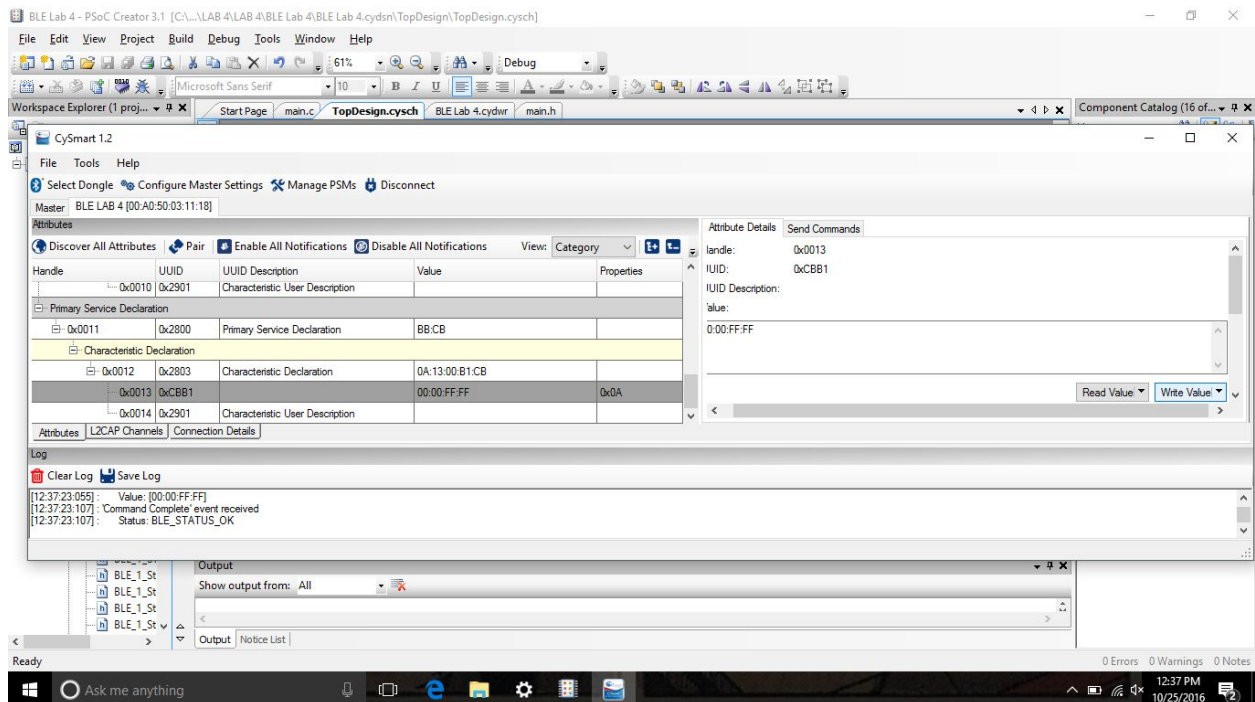 BLE Lab 4 - PSoC Creator 3.1 [C:\...\LAB 4\LAB 4\BLE Lab 4\BLE Lab 4.cydsn\TopDesign\TopDesign.cysch]
File Edit View Project Build Debug Tools Window Help
61% Debug
Microsoft Sans Serif 10 B I U
Workspace Explorer (1 proj... Start Page main.c TopDesign.cysch BLE Lab 4.cydwr main.h Component Catalog (16 of...
CySmart 1.2
File Tools Help
Select Dongle Configure Master Settings Manage PSMs Disconnect
Master BLE LAB 4 [00:A0:50:03:11:18]
Attributes
Discover All Attributes Pair Enable All Notifications Disable All Notifications View: Category
Handle UUID UUID Description Value Properties
0x0010 0x2901 Characteristic User Description
Primary Service Declaration
0x0011 0x2800 Primary Service Declaration BB:CB
Characteristic Declaration
0x0012 0x2803 Characteristic Declaration 0A:13:00:B1:CB
0x0013 0xCBB1 00:00:FF:FF 0x0A
0x0014 0x2901 Characteristic User Description
Attributes L2CAP Channels Connection Details
Attribute Details Send Commands
andle: 0x0013
UID: 0xCBB1
UID Description:
alue:
0:00:FF:FF
Read Value Write Value
Log
Clear Log Save Log
[12:37:23:055] : Value: [00:00:FF:FF]
[12:37:23:107] : 'Command Complete' event received
[12:37:23:107] : Status: BLE_STATUS_OK
BLE_1_St
BLE_1_St
BLE_1_St
BLE_1_St
Output
Show output from: All
Output Notice List
Ready 0 Errors 0 Warnings 0 Notes
Ask me anything
12:37 PM
10/25/2016